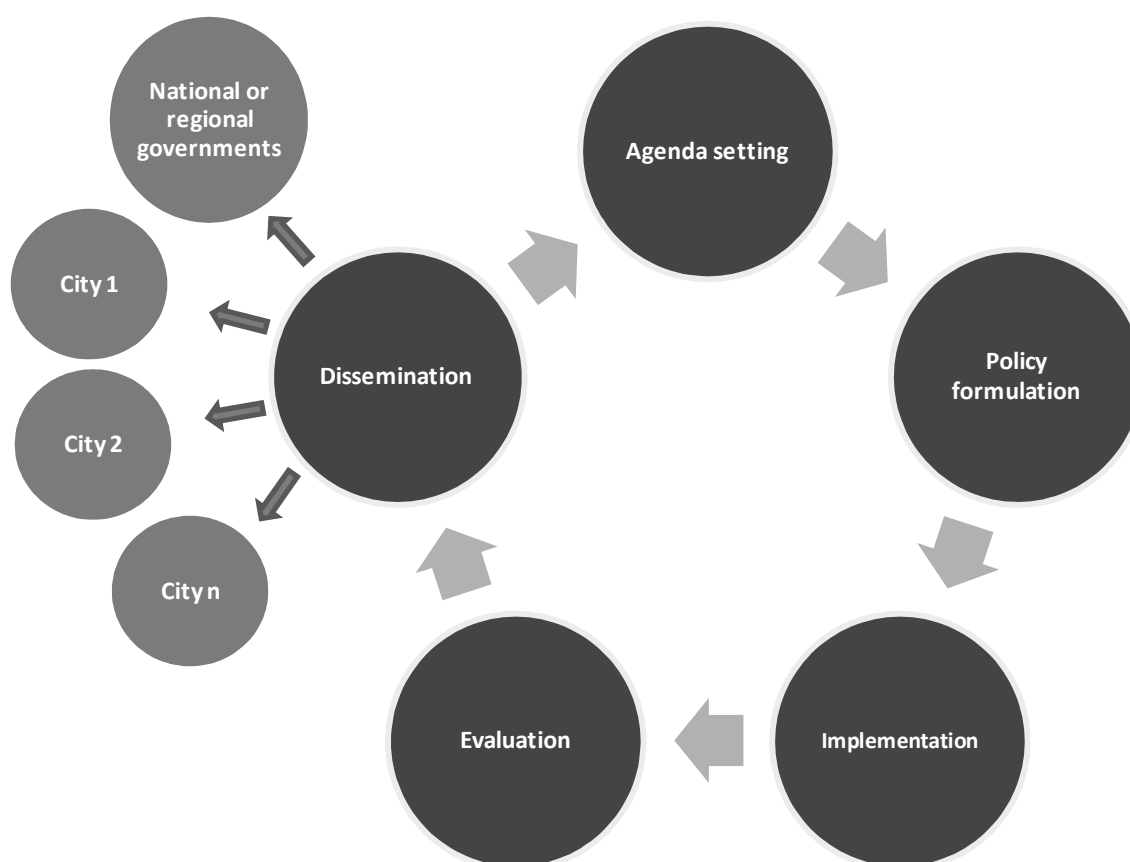 National or
regional
governments
Agenda setting
City 1
Dissemination
Policy
formulation
City 2
City n
Evaluation
Implementation